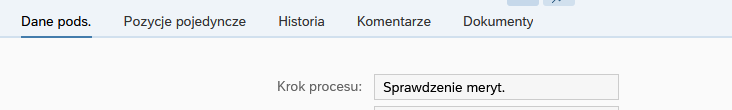 Dane pods. Pozycje pojedyncze Historia Komentarze Dokumenty
Krok procesu: Sprawdzenie meryt.